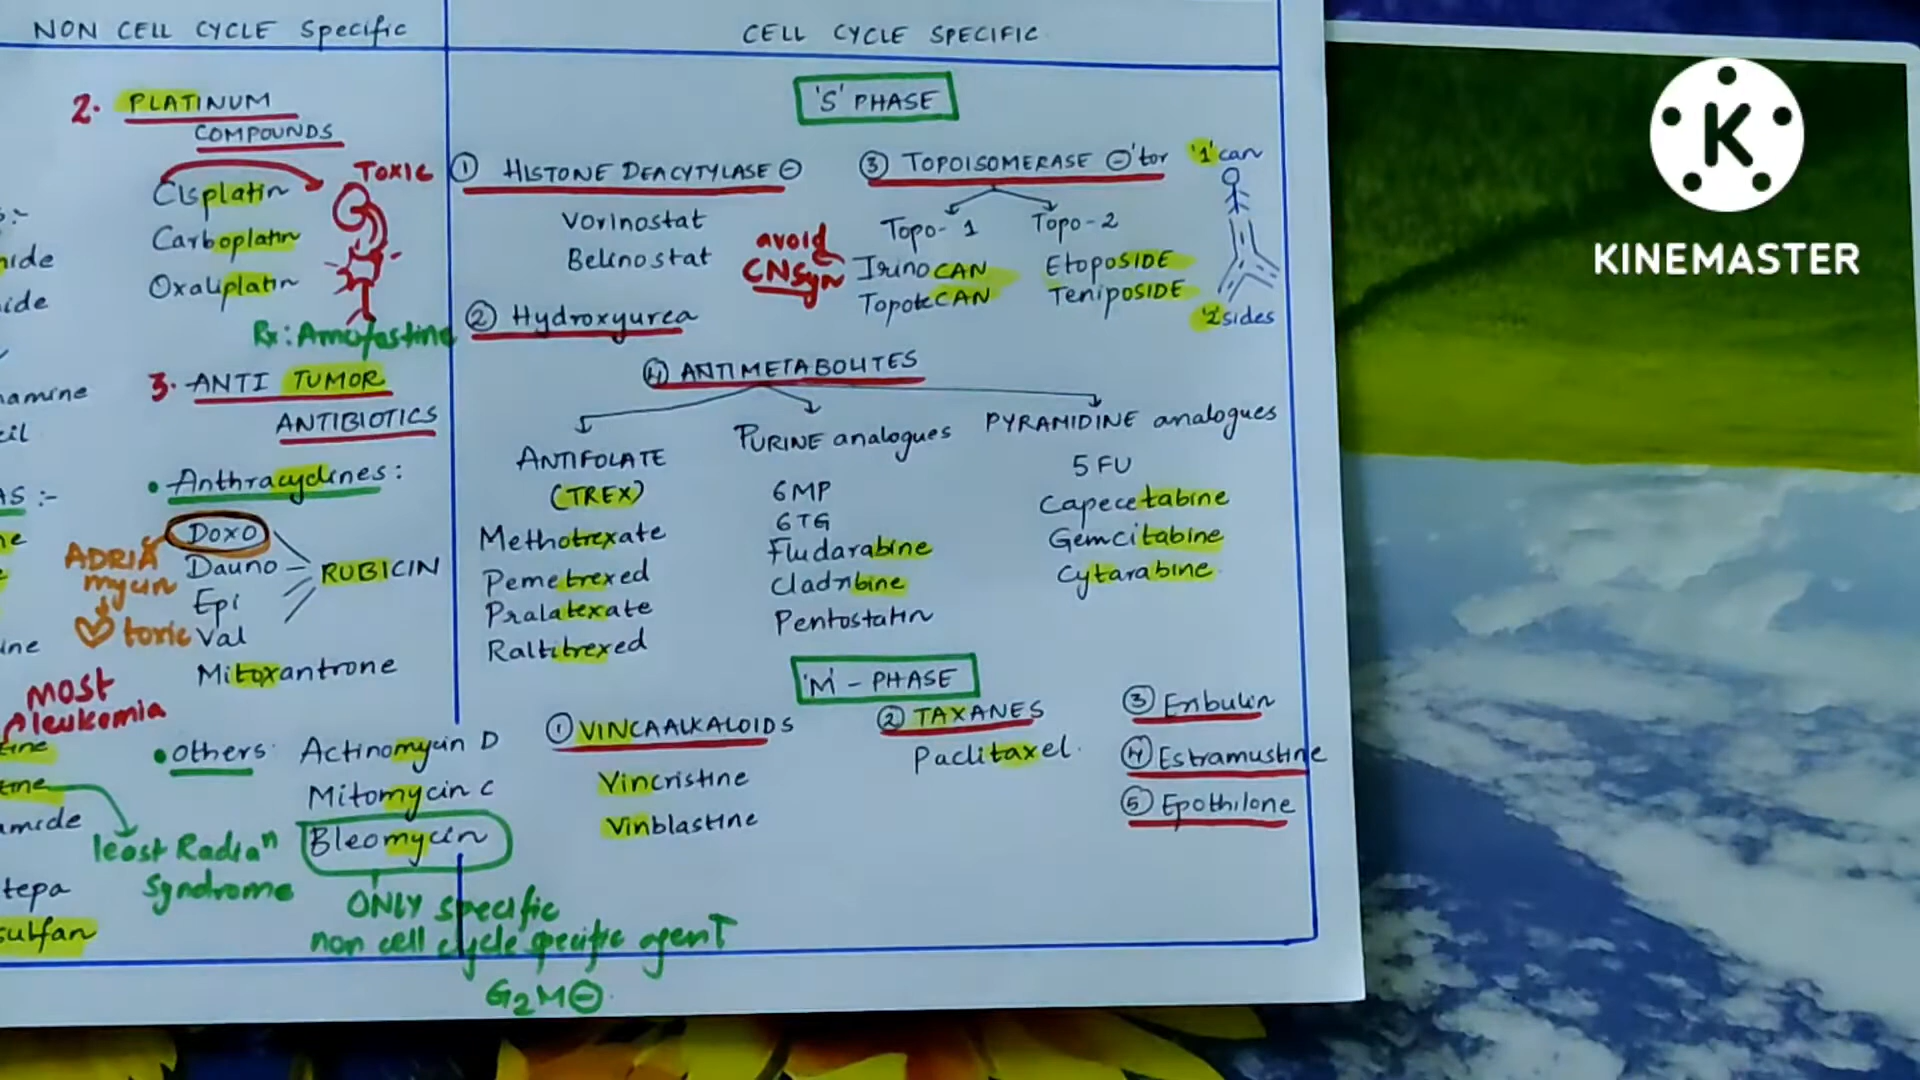 NON CELL CYCLE Specific
2. PLATINUM
COMPOUNDS
Cisplatin
Carboplatin
Oxaliplatin
TOXIC
Rx: Amifostine
3. ANTI TUMOR
ANTIBIOTICS
• Anthracyclines:
Doxo
Dauno
Epi
Val
RUBICIN
ADRIA
mycin
toxic
Mitoxantrone
MOST
leukemia
• Others:
Actinomycin D
Mitomycin C
Bleomycin
least Radiaⁿ
Syndrome
ONLY specific
non cell cycle specific agent
G2M⊖
tepa
sulfan
CELL CYCLE SPECIFIC
'S' PHASE
① HISTONE DEACYTYLASE ⊖
Vorinostat
Belinostat
② Hydroxyurea
③ TOPOISOMERASE ⊖'tor
Topo-1
IrinoCAN
TopoteCAN
avoid
CNSyn
Topo-2
EtopoSIDE
TenipoSIDE
'1'can
'2'sides
④ ANTIMETABOLITES
ANTIFOLATE
(TREX)
Methotrexate
Pemetrexed
Pralatexate
Raltitrexed
PURINE analogues
6MP
6TG
Fludarabine
Cladribine
Pentostatin
PYRAMIDINE analogues
5 FU
Capecetabine
Gemcitabine
Cytarabine
'M' - PHASE
① VINCAALKALOIDS
Vincristine
Vinblastine
② TAXANES
Paclitaxel.
③ Eribulin
④ Estramustine
⑤ Epothilone
KINEMASTER